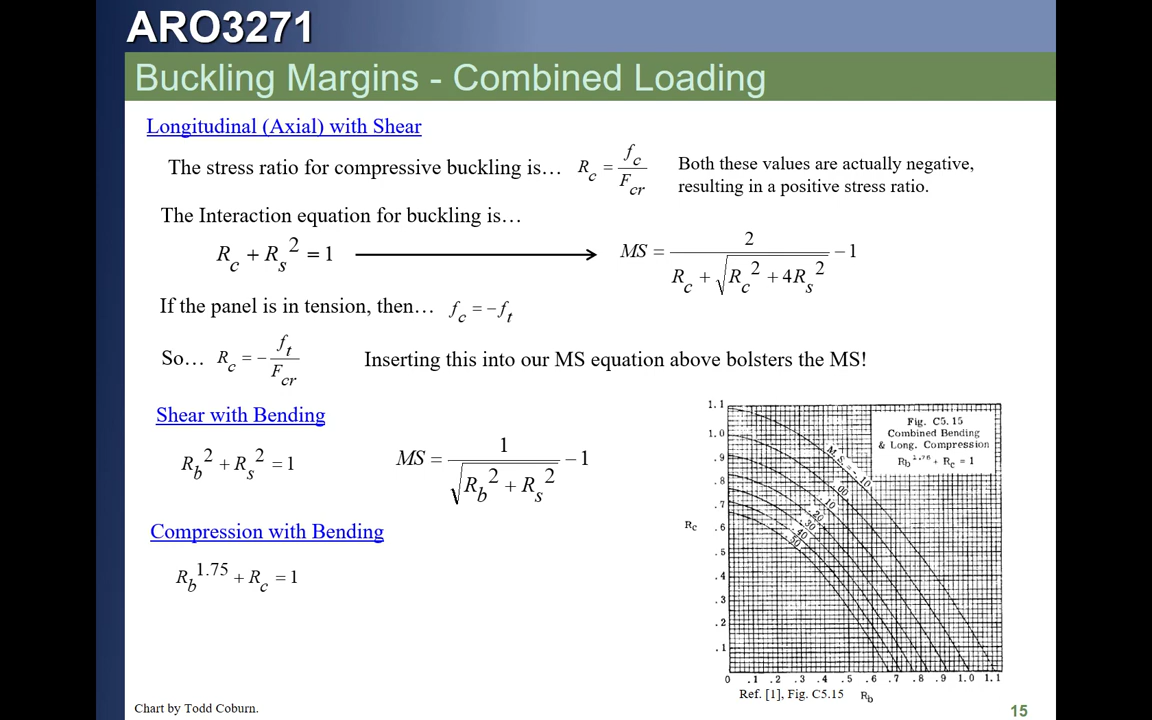 ARO3271
Buckling Margins - Combined Loading
Longitudinal (Axial) with Shear
The stress ratio for compressive buckling is… R_c = f_c / F_cr
Both these values are actually negative,
resulting in a positive stress ratio.
The Interaction equation for buckling is…
R_c + R_s^2 = 1
MS = 2 / (R_c + √(R_c^2 + 4R_s^2)) − 1
If the panel is in tension, then… f_c = −f_t
So… R_c = − f_t / F_cr
Inserting this into our MS equation above bolsters the MS!
Shear with Bending
R_b^2 + R_s^2 = 1
MS = 1 / √(R_b^2 + R_s^2) − 1
Compression with Bending
R_b^1.75 + R_c = 1
Fig. C5.15
Combined Bending
& Long. Compression
R_b^1.75 + R_c = 1
M.S. = -.10
.00
.10
.20
.30
.40
.50
R_c
1.1
1.0
.9
.8
.7
.6
.5
.4
.3
.2
.1
0 .1 .2 .3 .4 .5 .6 .7 .8 .9 1.0 1.1
Ref. [1], Fig. C5.15 R_b
Chart by Todd Coburn.
15